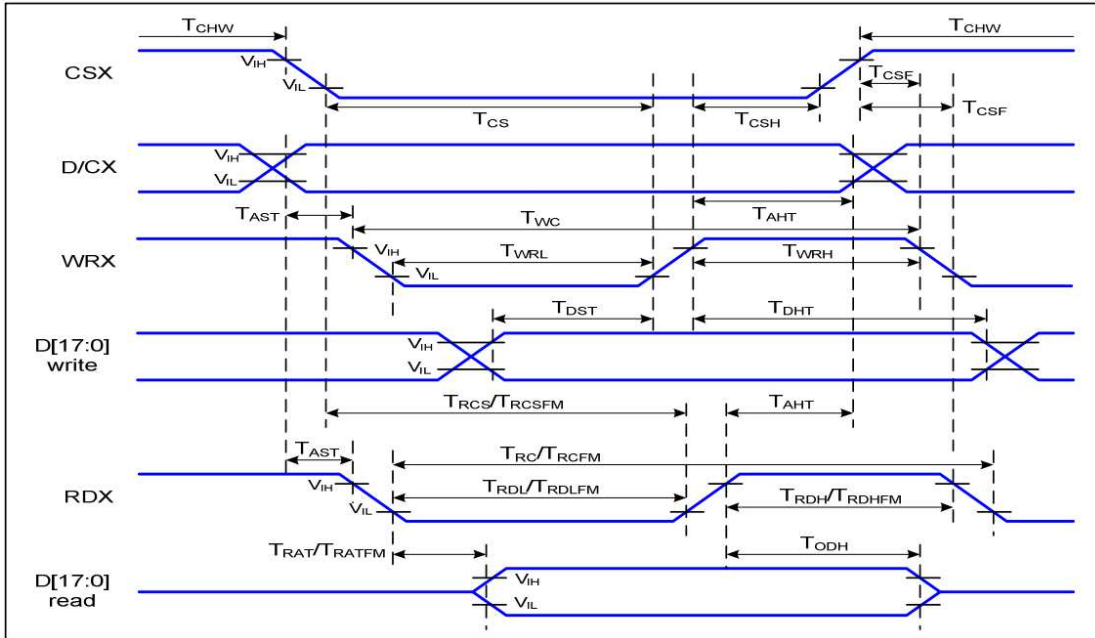 TCHW TCHW
CSX VIH VIL TCSF
TCS TCSH TCSF
D/CX VIH VIL
TAST TWC TAHT
WRX VIH VIL TWRL TWRH
TDST TDHT
D[17:0] write VIH VIL
TRCS/TRCSFM TAHT
TAST TRC/TRCFM
RDX VIH VIL TRDL/TRDLFM TRDH/TRDHFM
TRAT/TRATFM TODH
D[17:0] read VIH VIL